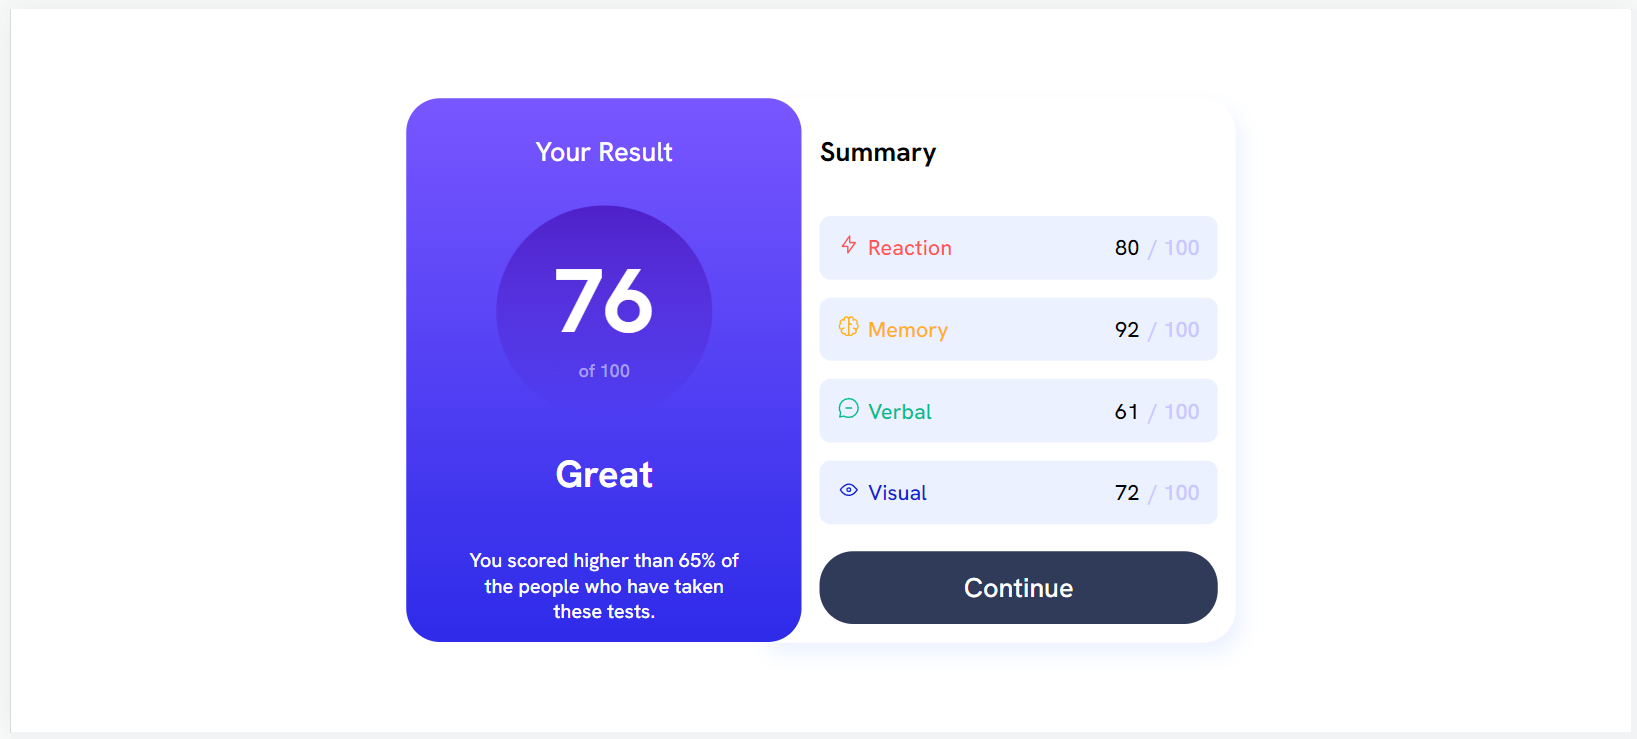 Your Result
76
of 100
Great
You scored higher than 65% of
the people who have taken
these tests.
Summary
Reaction 80 / 100
Memory 92 / 100
Verbal 61 / 100
Visual 72 / 100
Continue